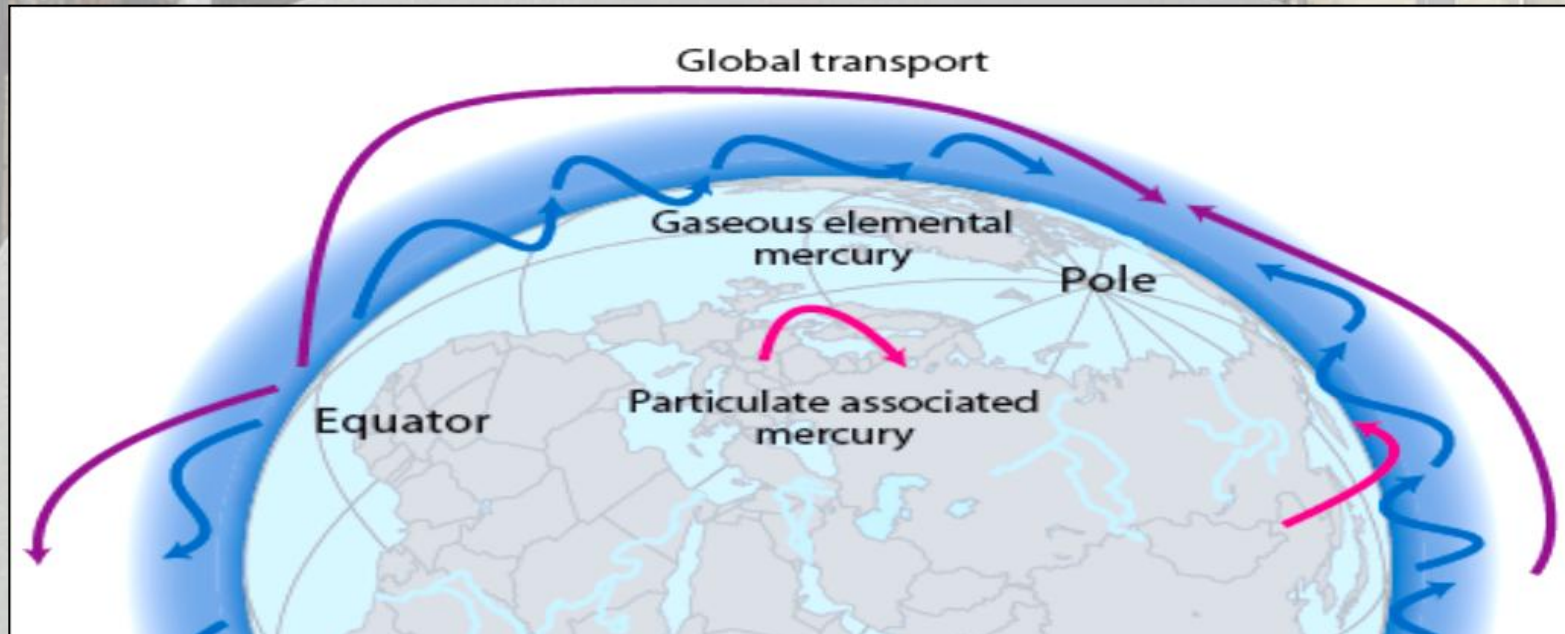 Global transport
Gaseous elemental
mercury
Pole
Particulate associated
mercury
Equator